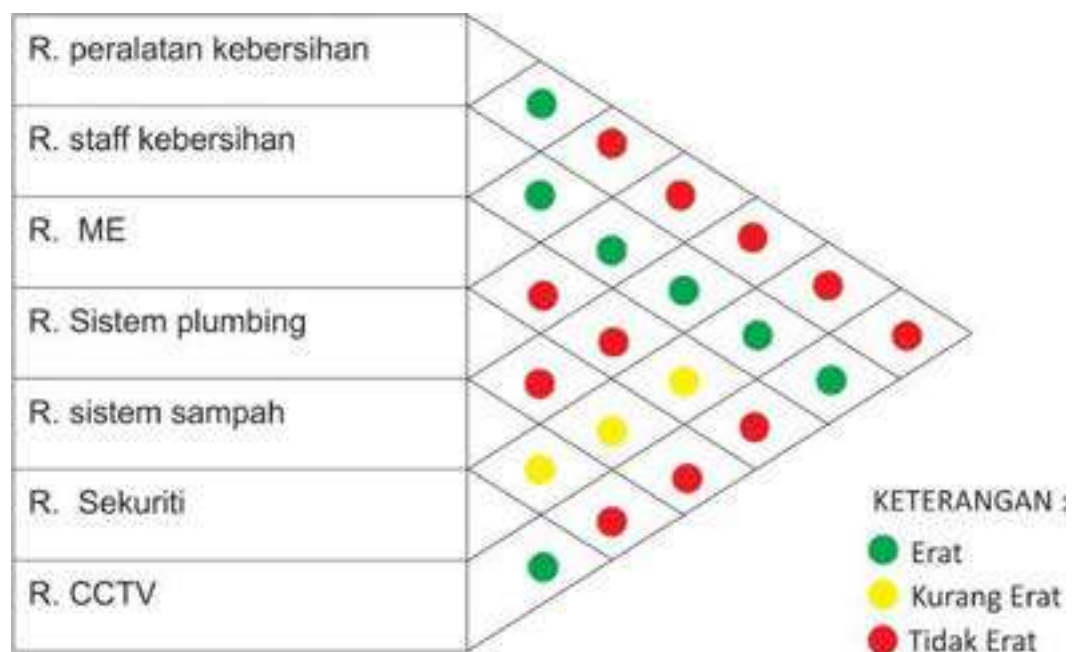 R. peralatan kebersihan
R. staff kebersihan
R. ME
R. Sistem plumbing
R. sistem sampah
R. Sekuriti
R. CCTV
KETERANGAN :
Erat
Kurang Erat
Tidak Erat